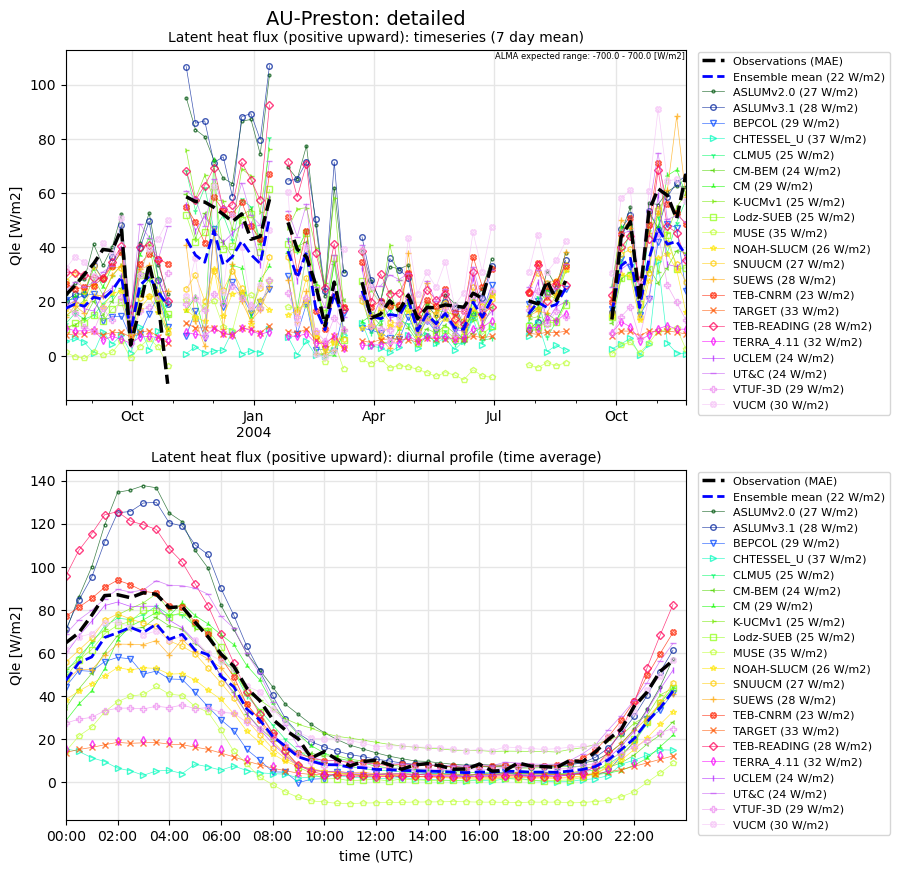 AU-Preston: detailed
Latent heat flux (positive upward): timeseries (7 day mean)
ALMA expected range: -700.0 - 700.0 [W/m2]
Qle [W/m2]
100
80
60
40
20
0
Oct
Jan
2004
Apr
Jul
Oct
Observations (MAE)
Ensemble mean (22 W/m2)
ASLUMv2.0 (27 W/m2)
ASLUMv3.1 (28 W/m2)
BEPCOL (29 W/m2)
CHTESSEL_U (37 W/m2)
CLMU5 (25 W/m2)
CM-BEM (24 W/m2)
CM (29 W/m2)
K-UCMv1 (25 W/m2)
Lodz-SUEB (25 W/m2)
MUSE (35 W/m2)
NOAH-SLUCM (26 W/m2)
SNUUCM (27 W/m2)
SUEWS (28 W/m2)
TEB-CNRM (23 W/m2)
TARGET (33 W/m2)
TEB-READING (28 W/m2)
TERRA_4.11 (32 W/m2)
UCLEM (24 W/m2)
UT&C (24 W/m2)
VTUF-3D (29 W/m2)
VUCM (30 W/m2)
Latent heat flux (positive upward): diurnal profile (time average)
Qle [W/m2]
140
120
100
80
60
40
20
0
00:00
02:00
04:00
06:00
08:00
10:00
12:00
14:00
16:00
18:00
20:00
22:00
time (UTC)
Observation (MAE)
Ensemble mean (22 W/m2)
ASLUMv2.0 (27 W/m2)
ASLUMv3.1 (28 W/m2)
BEPCOL (29 W/m2)
CHTESSEL_U (37 W/m2)
CLMU5 (25 W/m2)
CM-BEM (24 W/m2)
CM (29 W/m2)
K-UCMv1 (25 W/m2)
Lodz-SUEB (25 W/m2)
MUSE (35 W/m2)
NOAH-SLUCM (26 W/m2)
SNUUCM (27 W/m2)
SUEWS (28 W/m2)
TEB-CNRM (23 W/m2)
TARGET (33 W/m2)
TEB-READING (28 W/m2)
TERRA_4.11 (32 W/m2)
UCLEM (24 W/m2)
UT&C (24 W/m2)
VTUF-3D (29 W/m2)
VUCM (30 W/m2)